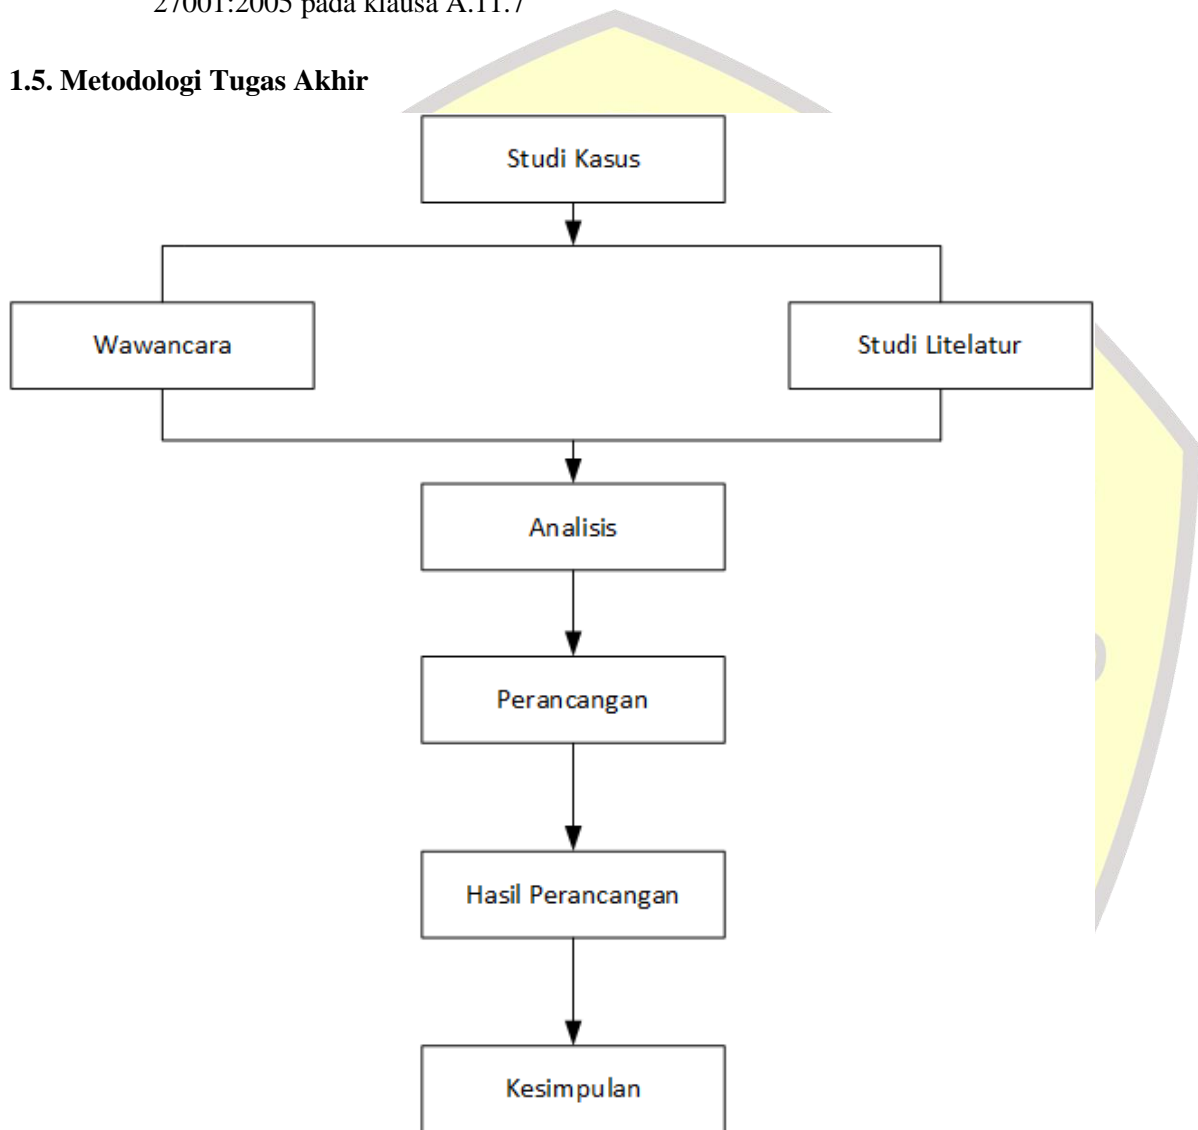 27001:2005 pada klausa A.11.7
1.5. Metodologi Tugas Akhir
Studi Kasus
Wawancara
Studi Litelatur
Analisis
Perancangan
Hasil Perancangan
Kesimpulan